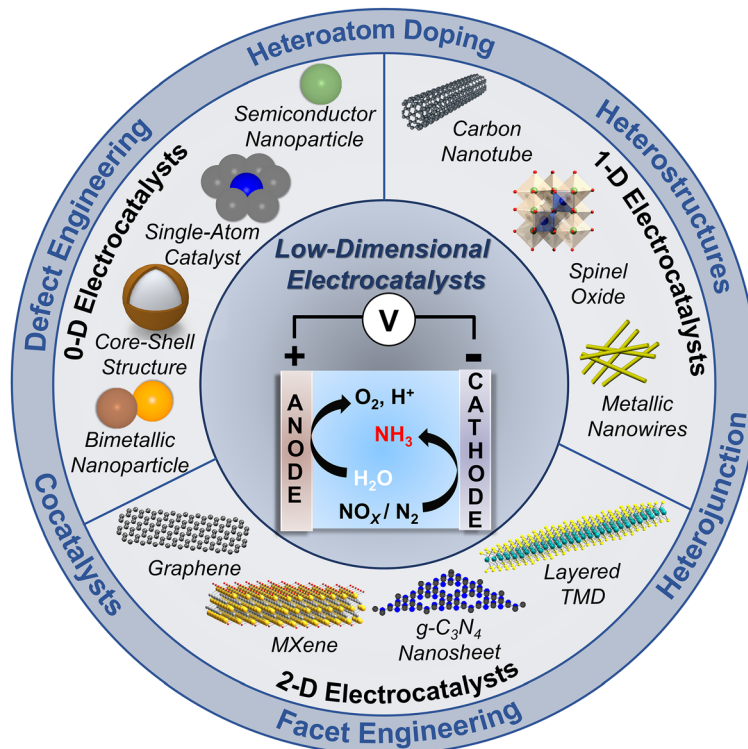 Heteroatom Doping
Heterostructures
Heterojunction
Facet Engineering
Cocatalysts
Defect Engineering
0-D Electrocatalysts
Semiconductor
Nanoparticle
Single-Atom
Catalyst
Core-Shell
Structure
Bimetallic
Nanoparticle
1-D Electrocatalysts
Carbon
Nanotube
Spinel
Oxide
Metallic
Nanowires
Low-Dimensional
Electrocatalysts
V
+
-
ANODE
CATHODE
O₂, H⁺
NH₃
H₂O
NOₓ / N₂
Graphene
MXene
g-C₃N₄
Nanosheet
Layered
TMD
2-D Electrocatalysts